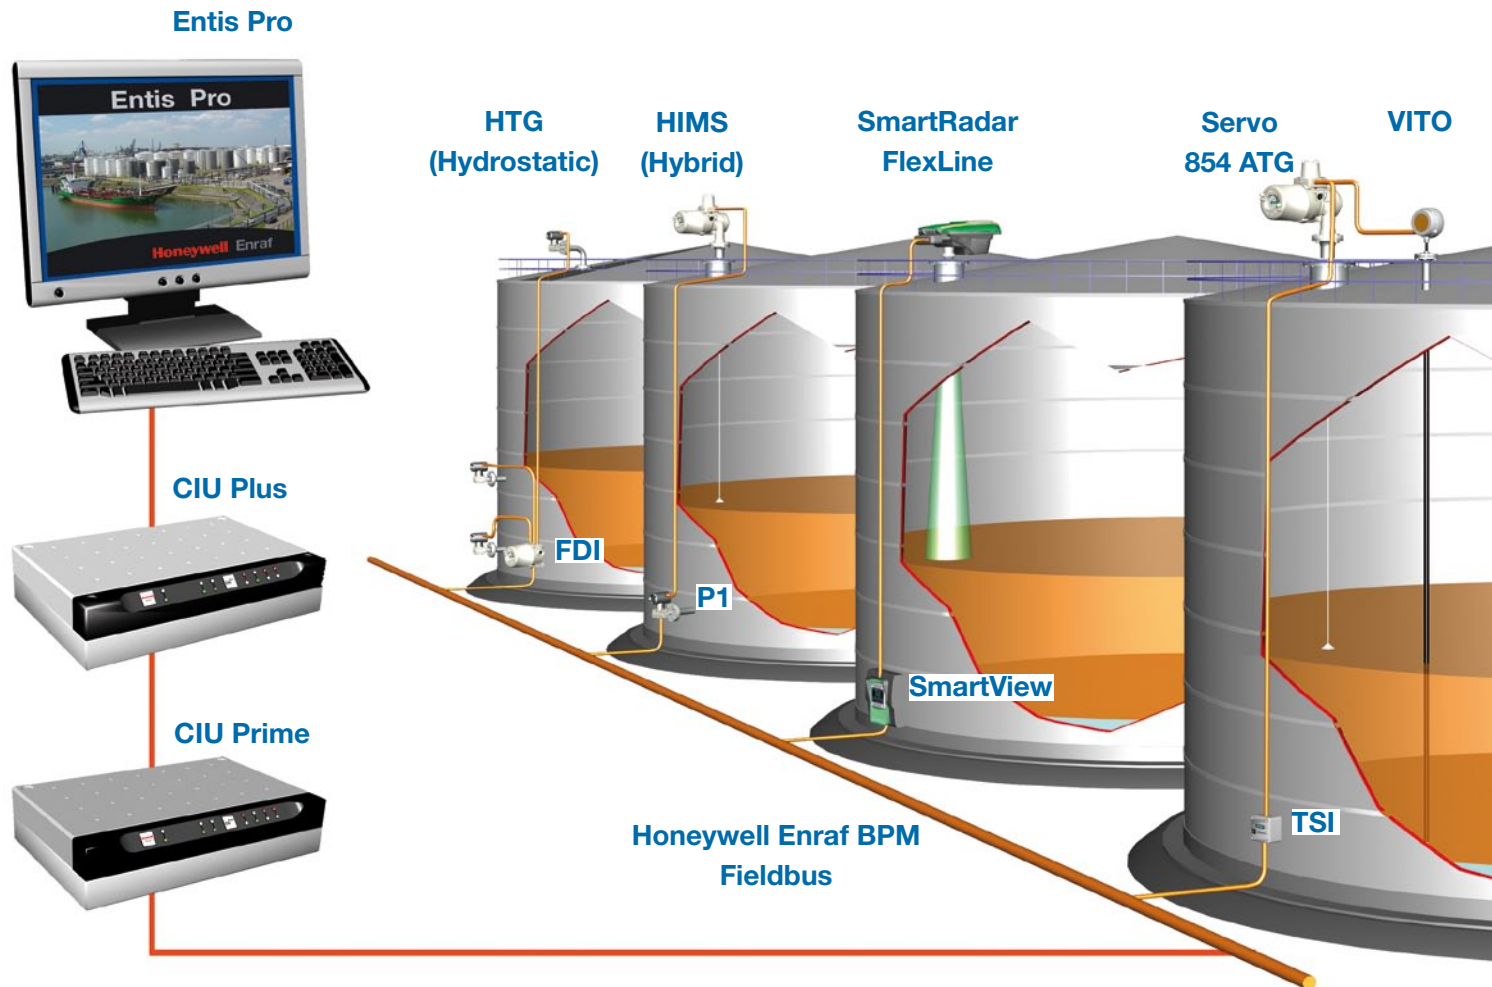 Entis Pro
Entis Pro
Honeywell Enraf
HTG
(Hydrostatic)
HIMS
(Hybrid)
SmartRadar
FlexLine
Servo
854 ATG
VITO
CIU Plus
FDI
P1
SmartView
CIU Prime
TSI
Honeywell Enraf BPM
Fieldbus